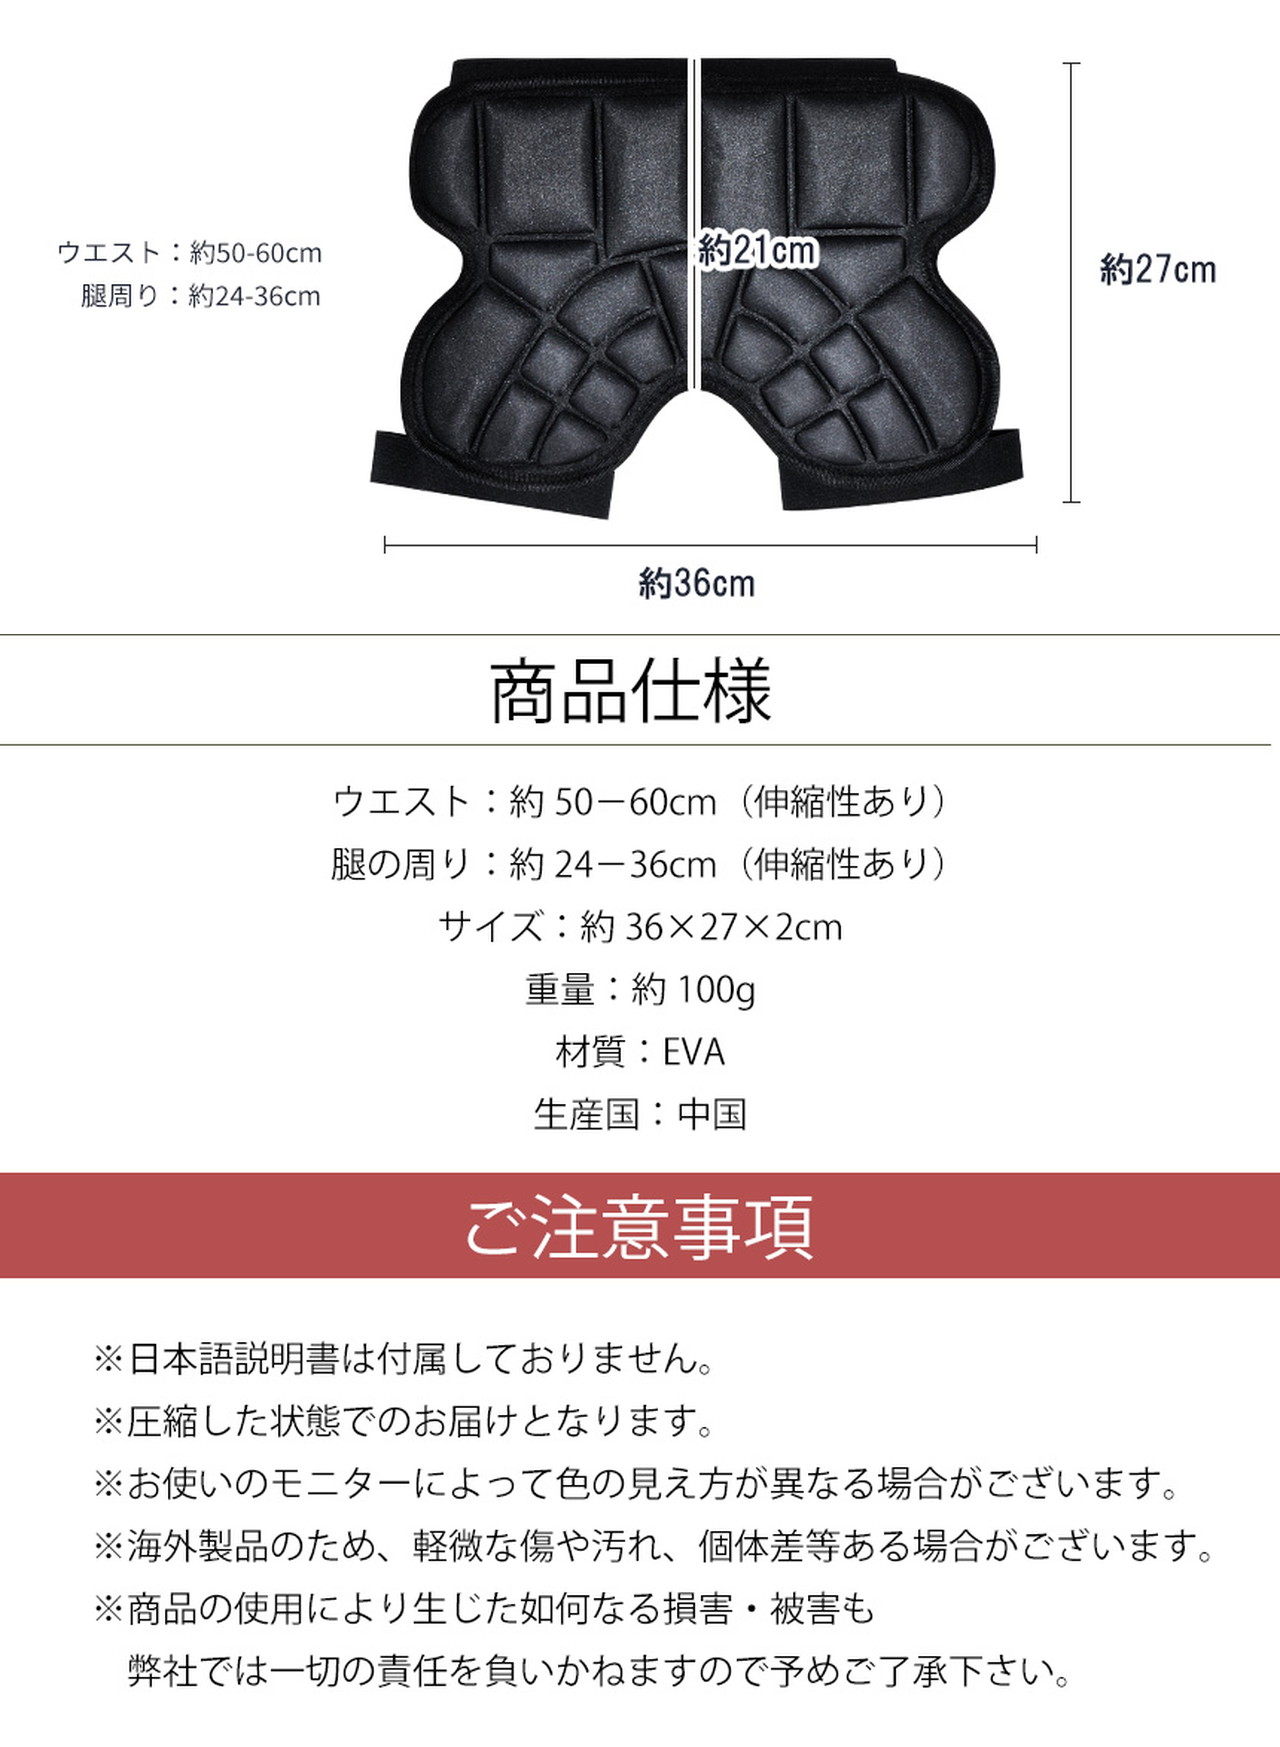 ウエスト：約50-60cm
腿周り：約24-36cm
約21cm
約27cm
約36cm
商品仕様
ウエスト：約 50－60cm（伸縮性あり）
腿の周り：約 24－36cm（伸縮性あり）
サイズ：約 36×27×2cm
重量：約 100g
材質：EVA
生産国：中国
ご注意事項
※日本語説明書は付属しておりません。
※圧縮した状態でのお届けとなります。
※お使いのモニターによって色の見え方が異なる場合がございます。
※海外製品のため、軽微な傷や汚れ、個体差等ある場合がございます。
※商品の使用により生じた如何なる損害・被害も
弊社では一切の責任を負いかねますので予めご了承下さい。